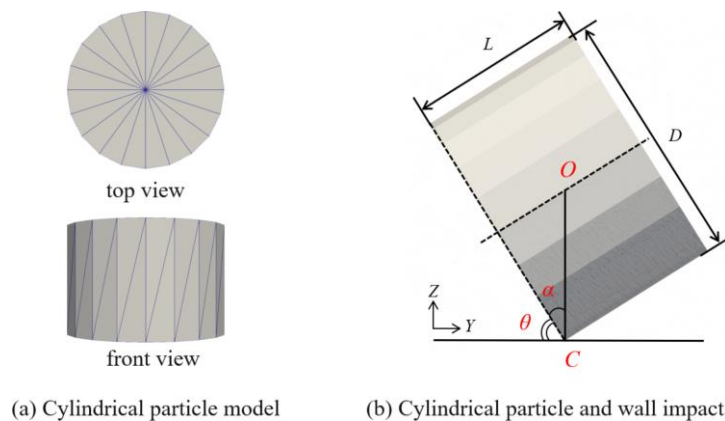 top view
front view
(a) Cylindrical particle model
L
D
O
α
Z
Y
θ
C
(b) Cylindrical particle and wall impact